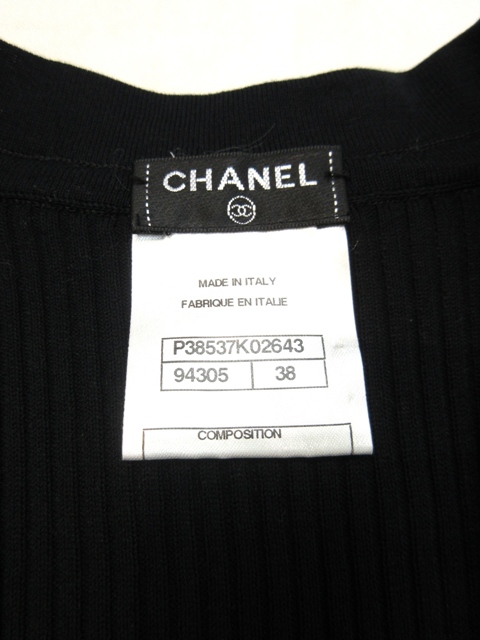 CHANEL
MADE IN ITALY
FABRIQUE EN ITALIE
P38537K02643
94305 38
COMPOSITION